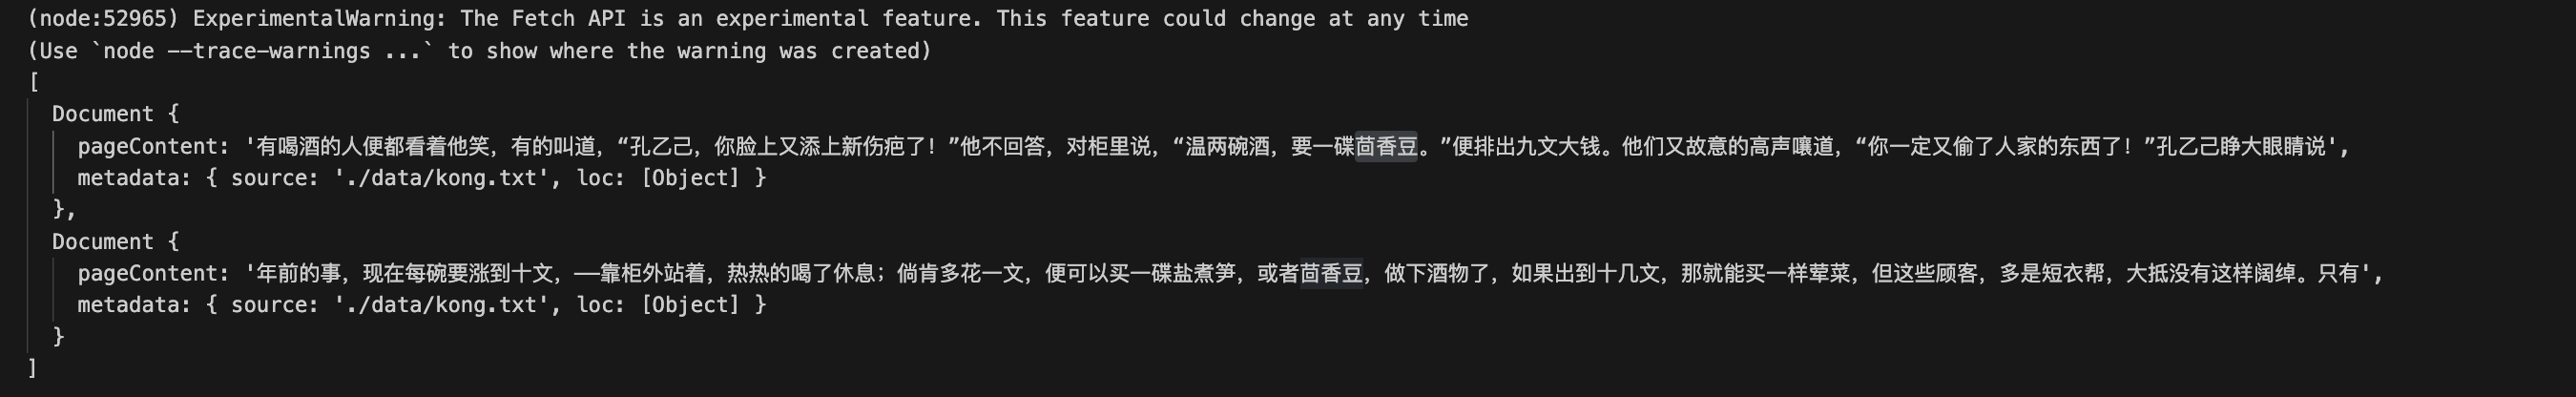 (node:52965) ExperimentalWarning: The Fetch API is an experimental feature. This feature could change at any time
(Use `node --trace-warnings ...` to show where the warning was created)
[
  Document {
    pageContent: '有喝酒的人便都看着他笑，有的叫道，“孔乙己，你脸上又添上新伤疤了！”他不回答，对柜里说，“温两碗酒，要一碟茴香豆。”便排出九文大钱。他们又故意的高声嚷道，“你一定又偷了人家的东西了！”孔乙己睁大眼睛说',
    metadata: { source: './data/kong.txt', loc: [Object] }
  },
  Document {
    pageContent: '年前的事，现在每碗要涨到十文，——靠柜外站着，热热的喝了休息；倘肯多花一文，便可以买一碟盐煮笋，或者茴香豆，做下酒物了，如果出到十几文，那就能买一样荤菜，但这些顾客，多是短衣帮，大抵没有这样阔绰。只有',
    metadata: { source: './data/kong.txt', loc: [Object] }
  }
]